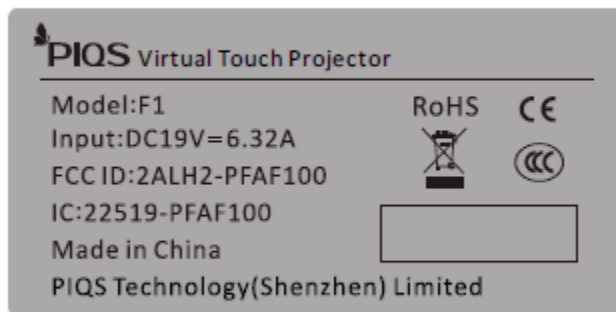 PIQS Virtual Touch Projector
Model:F1
RoHS CE
Input:DC19V=6.32A
FCC ID:2ALH2-PFAF100
CCC
IC:22519-PFAF100
Made in China
PIQS Technology(Shenzhen) Limited